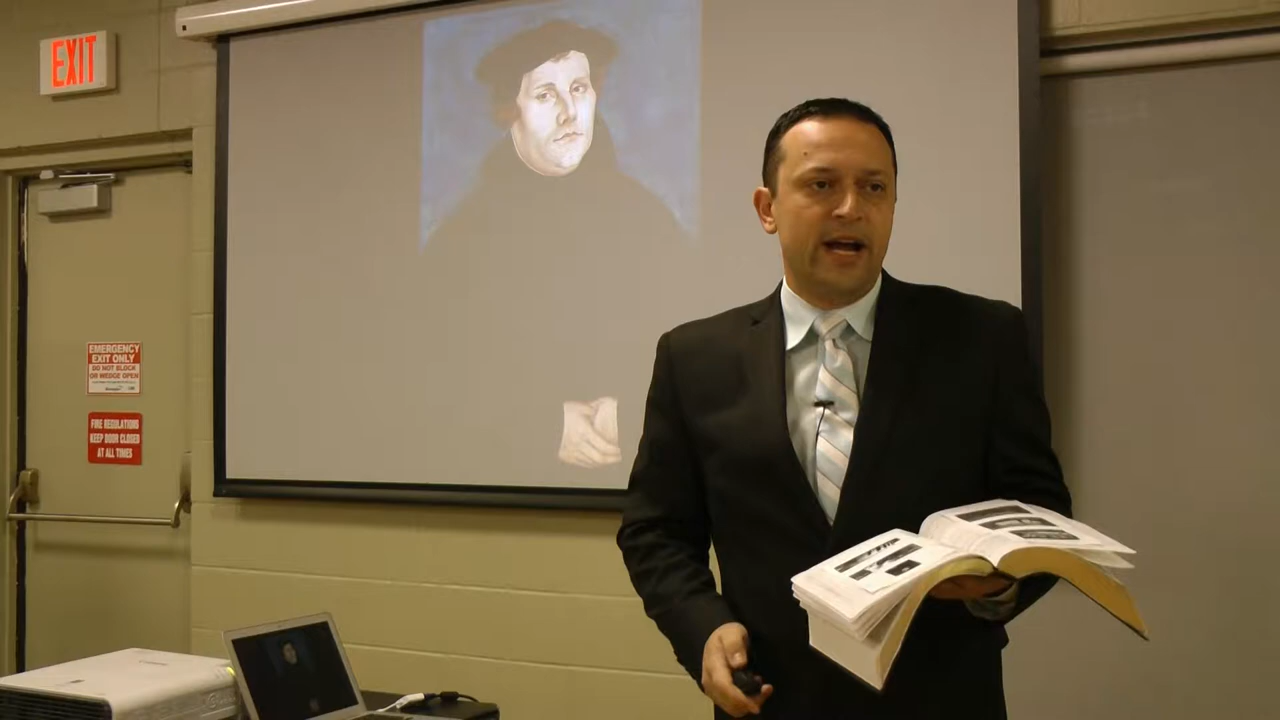 EXIT
EMERGENCY
EXIT ONLY
DO NOT BLOCK
OR WEDGE OPEN
FIRE REGULATIONS
KEEP DOOR CLOSED
AT ALL TIMES